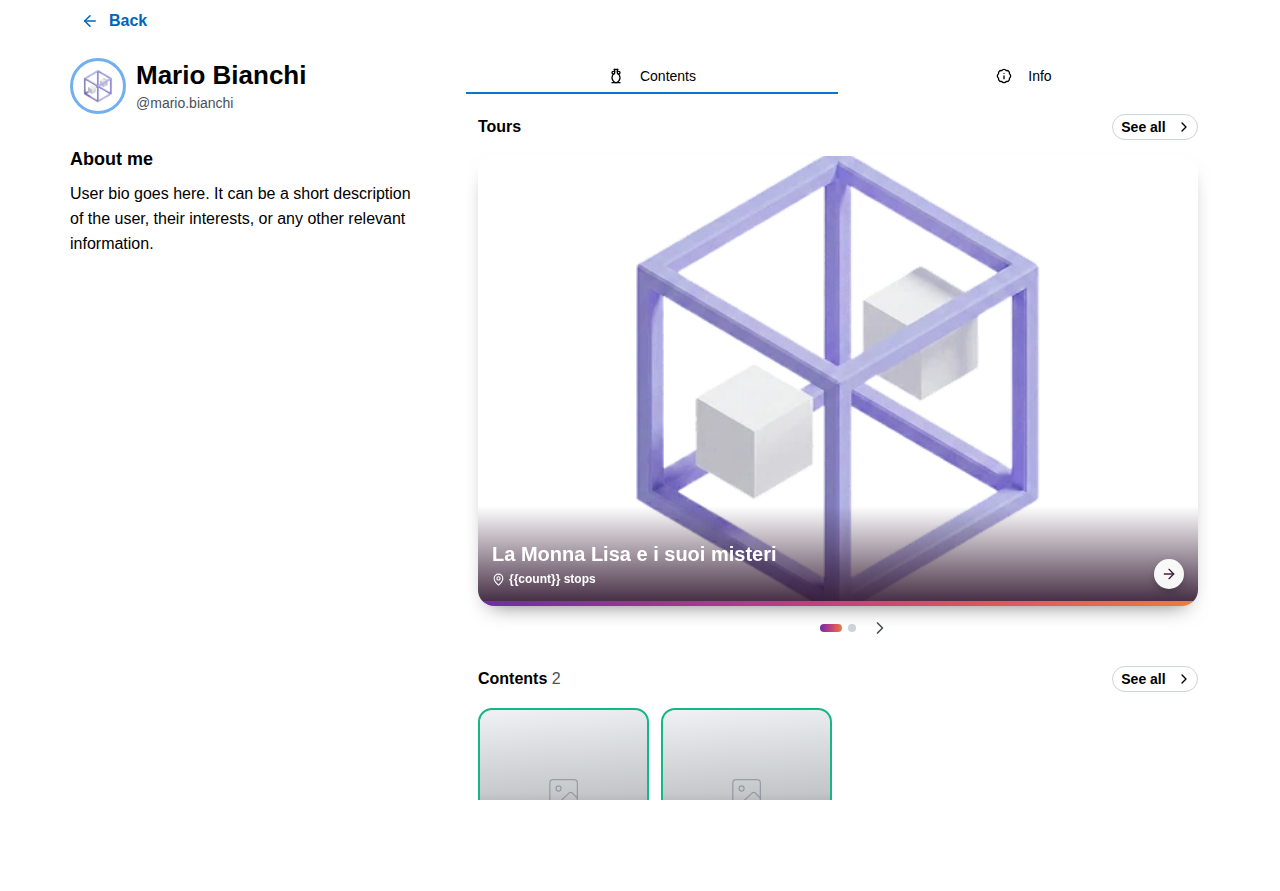 Back
Mario Bianchi
@mario.bianchi
About me
User bio goes here. It can be a short description
of the user, their interests, or any other relevant
information.
Contents
Info
Tours
See all
La Monna Lisa e i suoi misteri
{{count}} stops
Contents 2
See all